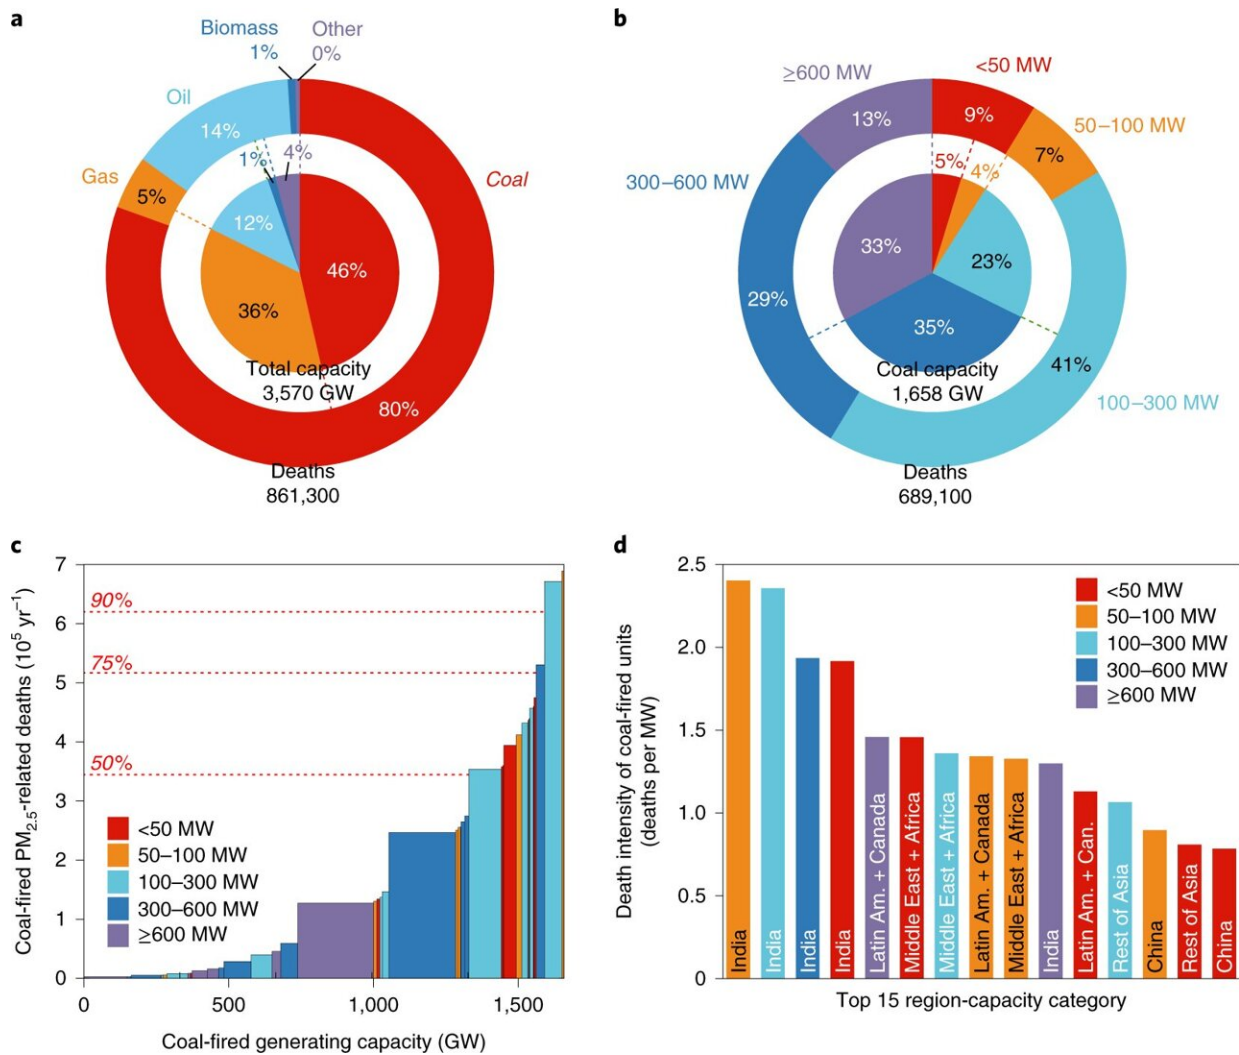 a
Biomass
1%
Other
0%
Oil
14%
1%
4%
Gas
5%
Coal
12%
46%
36%
Total capacity
3,570 GW
80%
Deaths
861,300
b
≥600 MW
<50 MW
13%
9%
50–100 MW
7%
5%
4%
300–600 MW
33%
23%
29%
35%
Coal capacity
1,658 GW
41%
100–300 MW
Deaths
689,100
c
Coal-fired PM2.5-related deaths (10⁵ yr⁻¹)
7
6
5
4
3
2
1
0
90%
75%
50%
<50 MW
50–100 MW
100–300 MW
300–600 MW
≥600 MW
0
500
1,000
1,500
Coal-fired generating capacity (GW)
d
Death intensity of coal-fired units
(deaths per MW)
2.5
2.0
1.5
1.0
0.5
0
<50 MW
50–100 MW
100–300 MW
300–600 MW
≥600 MW
India
India
India
India
Latin Am. + Canada
Middle East + Africa
Middle East + Africa
Latin Am. + Canada
Middle East + Africa
India
Latin Am. + Can.
Rest of Asia
China
Rest of Asia
China
Top 15 region-capacity category